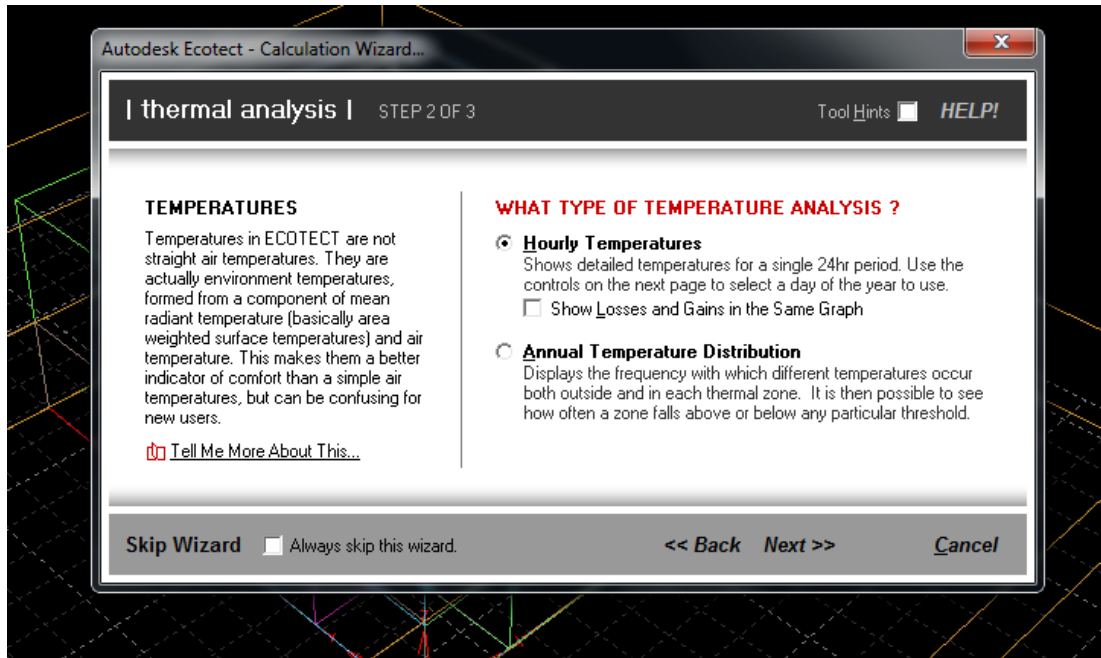 Autodesk Ecotect - Calculation Wizard...
x
| thermal analysis | STEP 2 OF 3
Tool Hints HELP!
TEMPERATURES
Temperatures in ECOTECT are not
straight air temperatures. They are
actually environment temperatures,
formed from a component of mean
radiant temperature (basically area
weighted surface temperatures) and air
temperature. This makes them a better
indicator of comfort than a simple air
temperatures, but can be confusing for
new users.
Tell Me More About This...
WHAT TYPE OF TEMPERATURE ANALYSIS ?
Hourly Temperatures
Shows detailed temperatures for a single 24hr period. Use the
controls on the next page to select a day of the year to use.
Show Losses and Gains in the Same Graph
Annual Temperature Distribution
Displays the frequency with which different temperatures occur
both outside and in each thermal zone. It is then possible to see
how often a zone falls above or below any particular threshold.
Skip Wizard Always skip this wizard.
<< Back Next >> Cancel